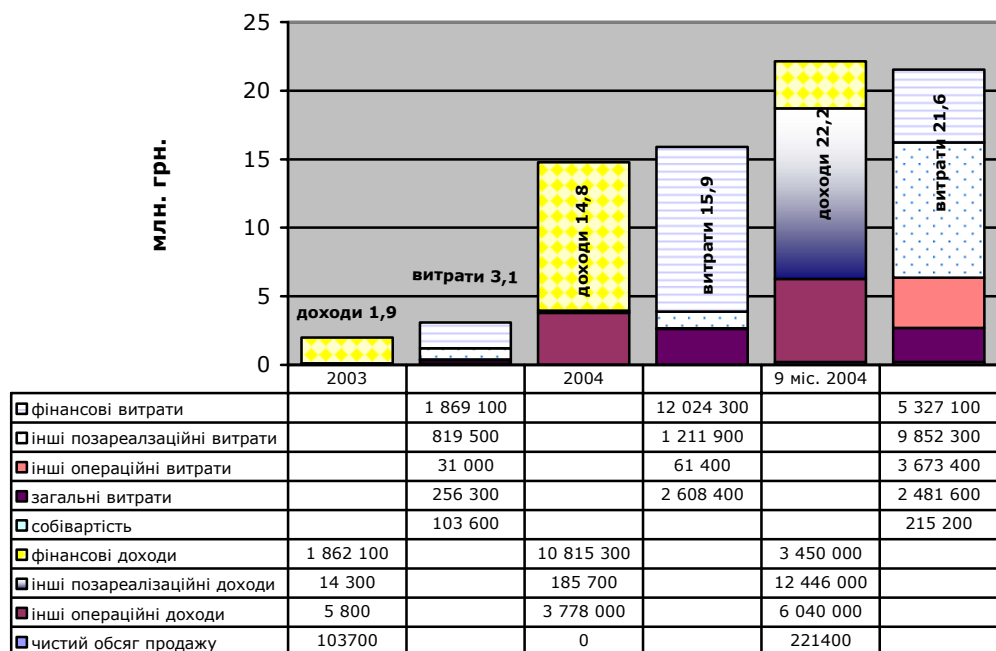 25
20
15
10
5
0
млн. грн.
доходи 1,9
витрати 3,1
доходи 14,8
витрати 15,9
доходи 22,2
витрати 21,6
2003 2004 9 міс. 2004
фінансові витрати 1 869 100 12 024 300 5 327 100
інші позареалзаційні витрати 819 500 1 211 900 9 852 300
інші операційні витрати 31 000 61 400 3 673 400
загальні витрати 256 300 2 608 400 2 481 600
собівартість 103 600 215 200
фінансові доходи 1 862 100 10 815 300 3 450 000
інші позареалізаційні доходи 14 300 185 700 12 446 000
інші операційні доходи 5 800 3 778 000 6 040 000
чистий обсяг продажу 103700 0 221400